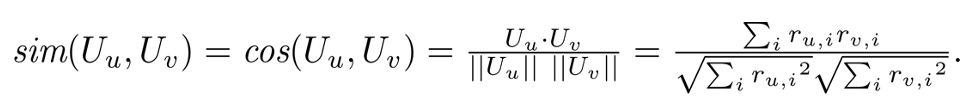 $sim(U_u, U_v) = cos(U_u, U_v) = \frac{U_u \cdot U_v}{||U_u|| \ ||U_v||} = \frac{\sum_i r_{u,i} r_{v,i}}{\sqrt{\sum_i {r_{u,i}}^2} \sqrt{\sum_i {r_{v,i}}^2}}.$